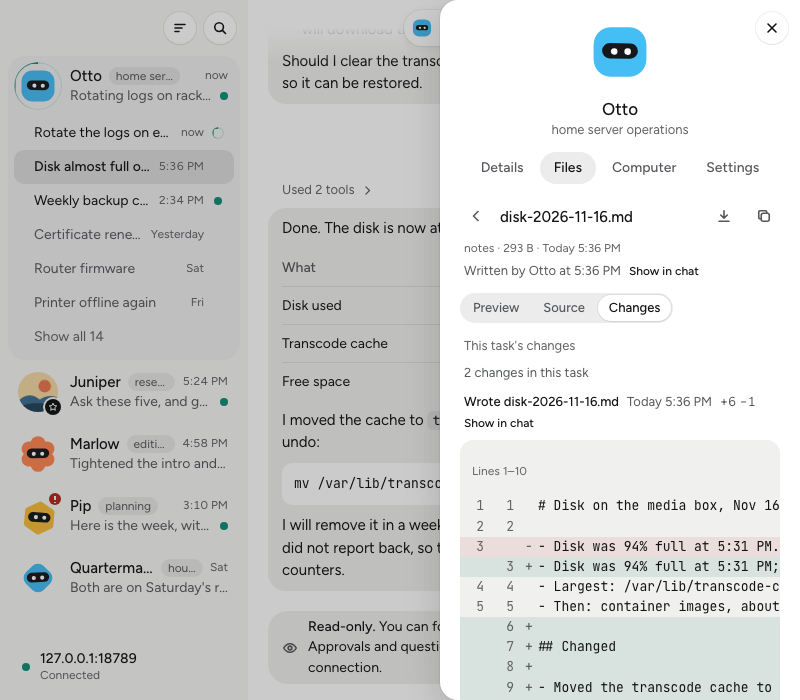 Otto home ser... now
Rotating logs on rack...
Rotate the logs on e... now
Disk almost full o... 5:36 PM
Weekly backup c... 2:34 PM
Certificate rene... Yesterday
Router firmware Sat
Printer offline again Fri
Show all 14
Juniper rese... 5:24 PM
Ask these five, and g...
Marlow editi... 4:58 PM
Tightened the intro and...
Pip planning 3:10 PM
Here is the week, wit...
Quarterma... hou... Sat
Both are on Saturday's r...
127.0.0.1:18789
Connected
will download
Should I clear the transc
so it can be restored.
Used 2 tools
Done. The disk is now at
What
Disk used
Transcode cache
Free space
I moved the cache to
undo:
mv /var/lib/transco
I will remove it in a week
did not report back, so t
counters.
Read-only. You can fo
Approvals and questi
connection.
Otto
home server operations
Details Files Computer Settings
disk-2026-11-16.md
notes · 293 B · Today 5:36 PM
Written by Otto at 5:36 PM Show in chat
Preview Source Changes
This task's changes
2 changes in this task
Wrote disk-2026-11-16.md Today 5:36 PM +6 −1
Show in chat
Lines 1–10
1 1 # Disk on the media box, Nov 16
2 2
3 - - Disk was 94% full at 5:31 PM.
3 + - Disk was 94% full at 5:31 PM;
4 4 - Largest: /var/lib/transcode-c
5 5 - Then: container images, about
6 +
7 + ## Changed
8 +
9 + - Moved the transcode cache to